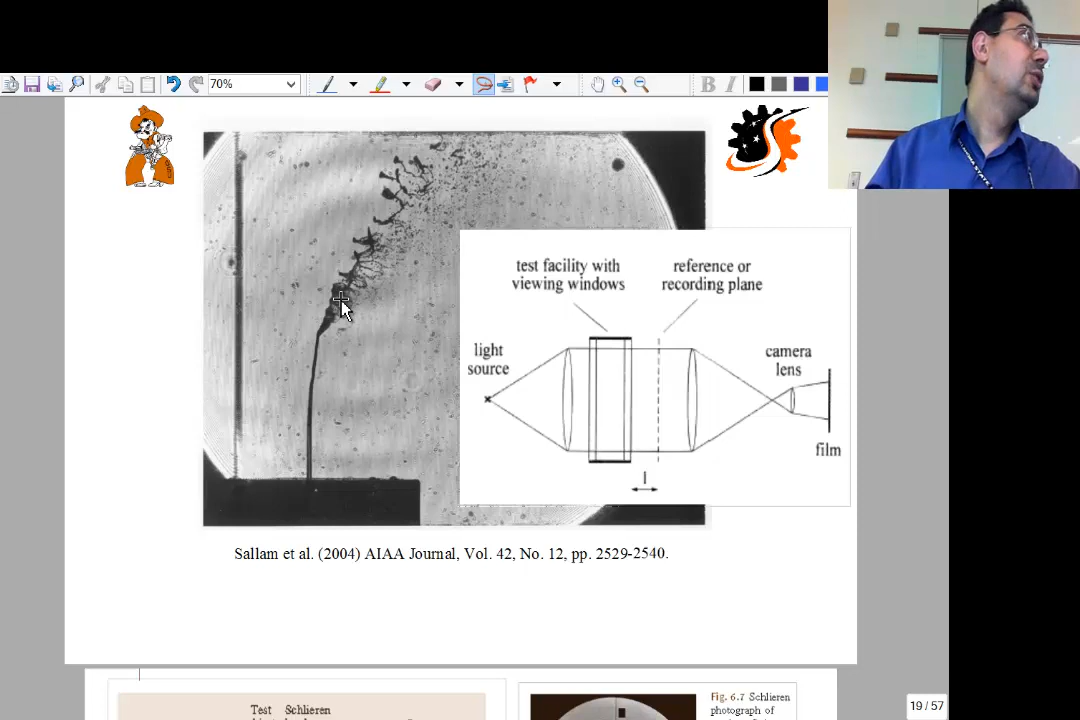 70%
B I
test facility with
viewing windows
reference or
recording plane
light
source
camera
lens
film
l
Sallam et al. (2004) AIAA Journal, Vol. 42, No. 12, pp. 2529-2540.
19 / 57
Test Schlieren
Fig. 6.7 Schlieren
photograph of